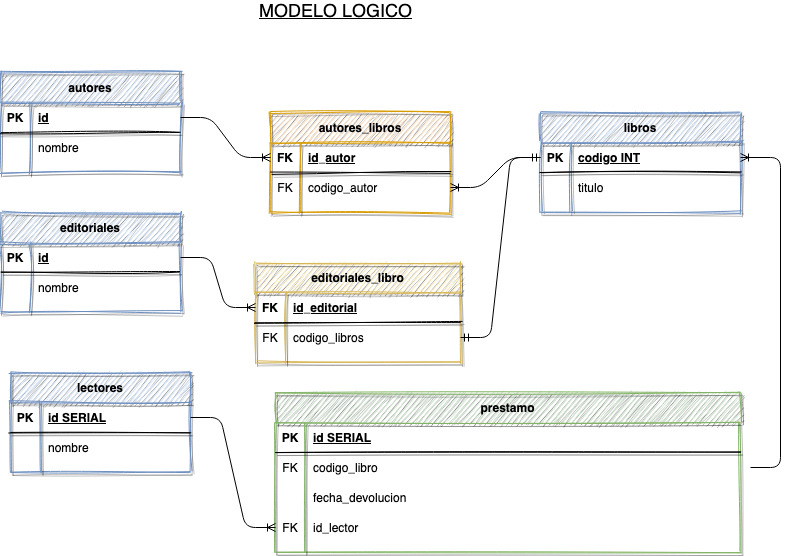 MODELO LOGICO
autores
PK id
nombre
autores_libros
FK id_autor
FK codigo_autor
libros
PK codigo INT
titulo
editoriales
PK id
nombre
editoriales_libro
FK id_editorial
FK codigo_libros
lectores
PK id SERIAL
nombre
prestamo
PK id SERIAL
FK codigo_libro
fecha_devolucion
FK id_lector